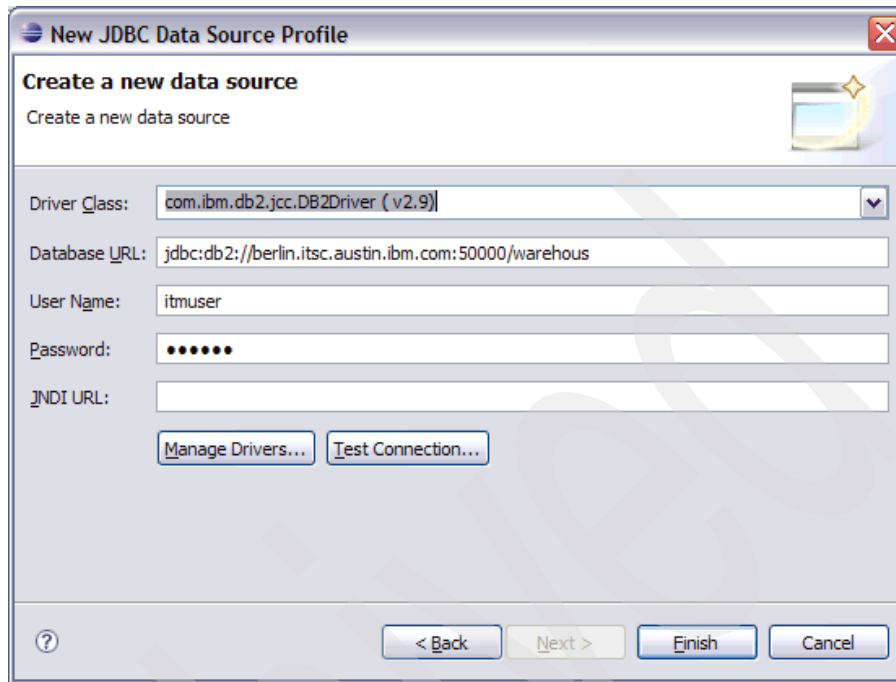 New JDBC Data Source Profile
Create a new data source
Create a new data source
Driver Class: com.ibm.db2.jcc.DB2Driver ( v2.9)
Database URL: jdbc:db2://berlin.itsc.austin.ibm.com:50000/warehous
User Name: itmuser
Password: ••••••
JNDI URL:
Manage Drivers... Test Connection...
? < Back Next > Finish Cancel